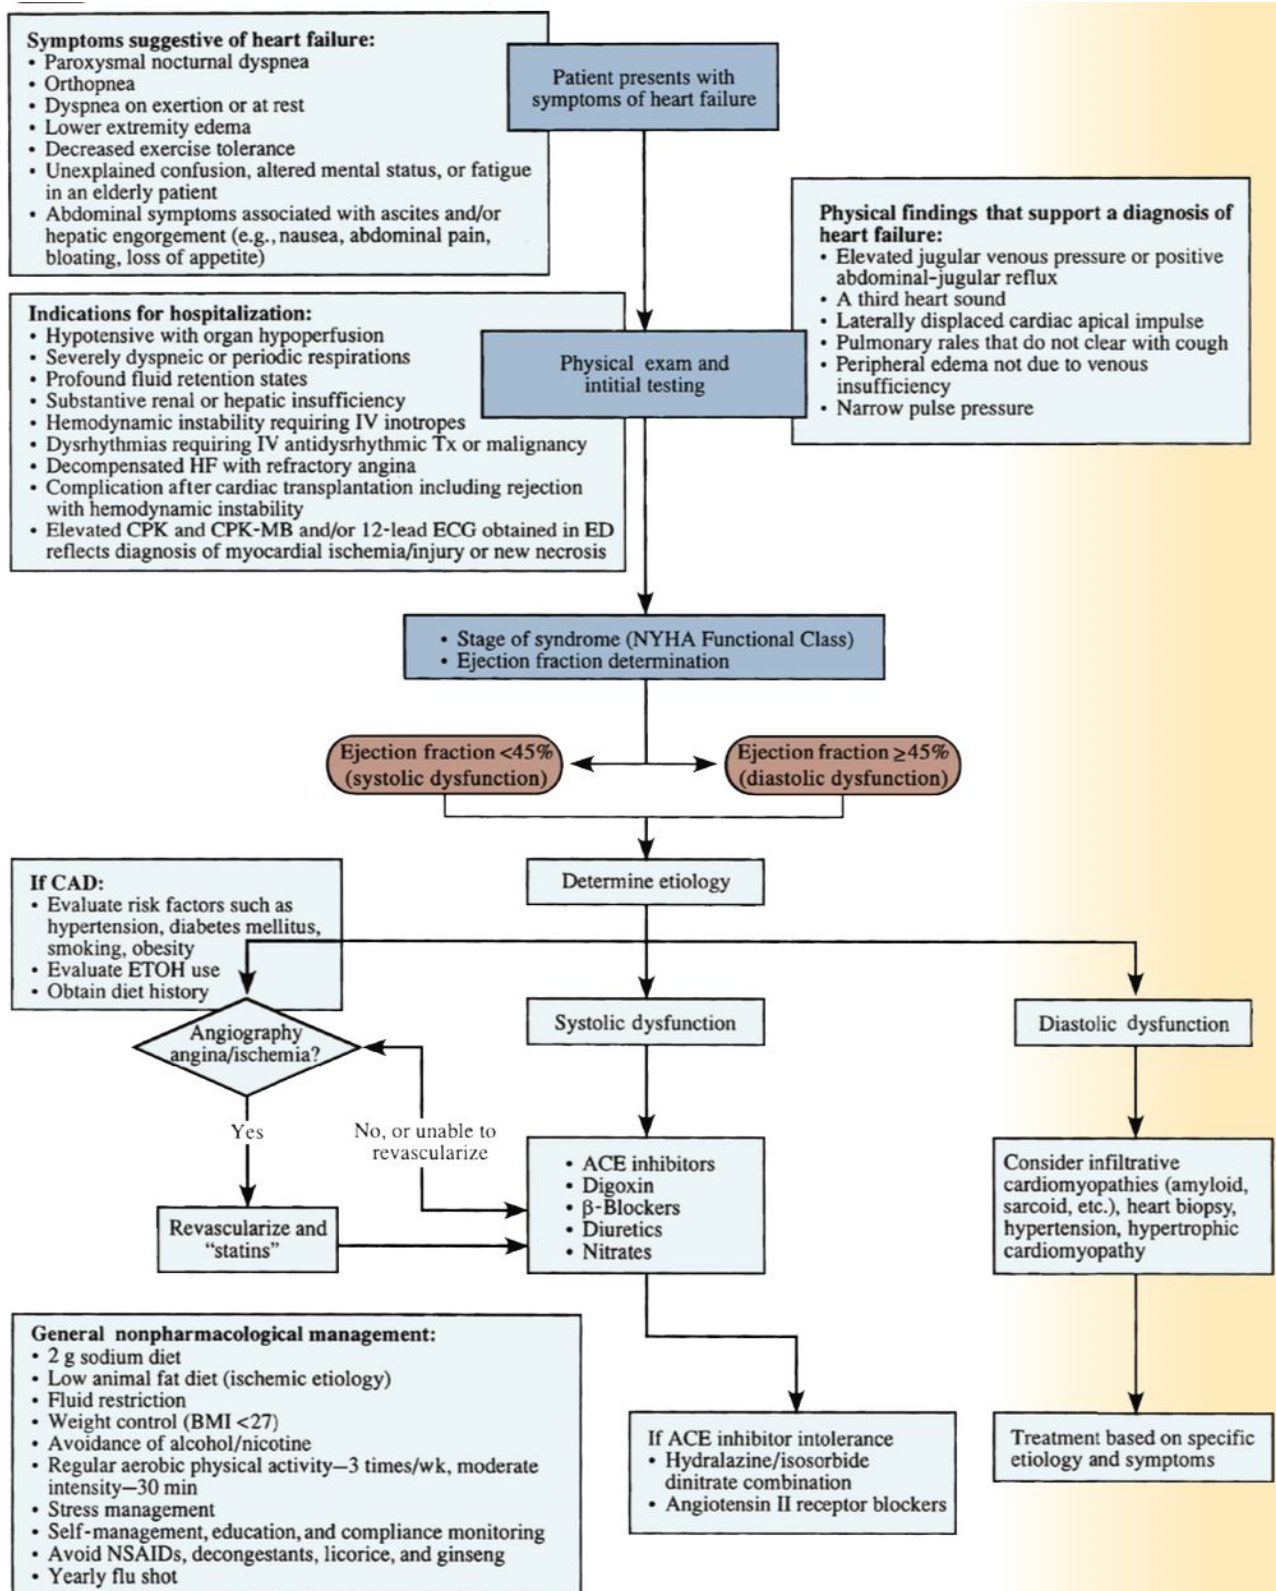 Symptoms suggestive of heart failure:
• Paroxysmal nocturnal dyspnea
• Orthopnea
• Dyspnea on exertion or at rest
• Lower extremity edema
• Decreased exercise tolerance
• Unexplained confusion, altered mental status, or fatigue
in an elderly patient
• Abdominal symptoms associated with ascites and/or
hepatic engorgement (e.g., nausea, abdominal pain,
bloating, loss of appetite)
Patient presents with
symptoms of heart failure
Physical findings that support a diagnosis of
heart failure:
• Elevated jugular venous pressure or positive
abdominal-jugular reflux
• A third heart sound
• Laterally displaced cardiac apical impulse
• Pulmonary rales that do not clear with cough
• Peripheral edema not due to venous
insufficiency
• Narrow pulse pressure
Indications for hospitalization:
• Hypotensive with organ hypoperfusion
• Severely dyspneic or periodic respirations
• Profound fluid retention states
• Substantive renal or hepatic insufficiency
• Hemodynamic instability requiring IV inotropes
• Dysrhythmias requiring IV antidysrhythmic Tx or malignancy
• Decompensated HF with refractory angina
• Complication after cardiac transplantation including rejection
with hemodynamic instability
• Elevated CPK and CPK-MB and/or 12-lead ECG obtained in ED
reflects diagnosis of myocardial ischemia/injury or new necrosis
Physical exam and
intitial testing
• Stage of syndrome (NYHA Functional Class)
• Ejection fraction determination
Ejection fraction <45%
(systolic dysfunction)
Ejection fraction ≥45%
(diastolic dysfunction)
Determine etiology
If CAD:
• Evaluate risk factors such as
hypertension, diabetes mellitus,
smoking, obesity
• Evaluate ETOH use
• Obtain diet history
Angiography
angina/ischemia?
Systolic dysfunction
Diastolic dysfunction
Yes
No, or unable to
revascularize
Revascularize and
“statins”
• ACE inhibitors
• Digoxin
• β-Blockers
• Diuretics
• Nitrates
Consider infiltrative
cardiomyopathies (amyloid,
sarcoid, etc.), heart biopsy,
hypertension, hypertrophic
cardiomyopathy
General nonpharmacological management:
• 2 g sodium diet
• Low animal fat diet (ischemic etiology)
• Fluid restriction
• Weight control (BMI <27)
• Avoidance of alcohol/nicotine
• Regular aerobic physical activity—3 times/wk, moderate
intensity—30 min
• Stress management
• Self-management, education, and compliance monitoring
• Avoid NSAIDs, decongestants, licorice, and ginseng
• Yearly flu shot
If ACE inhibitor intolerance
• Hydralazine/isosorbide
dinitrate combination
• Angiotensin II receptor blockers
Treatment based on specific
etiology and symptoms